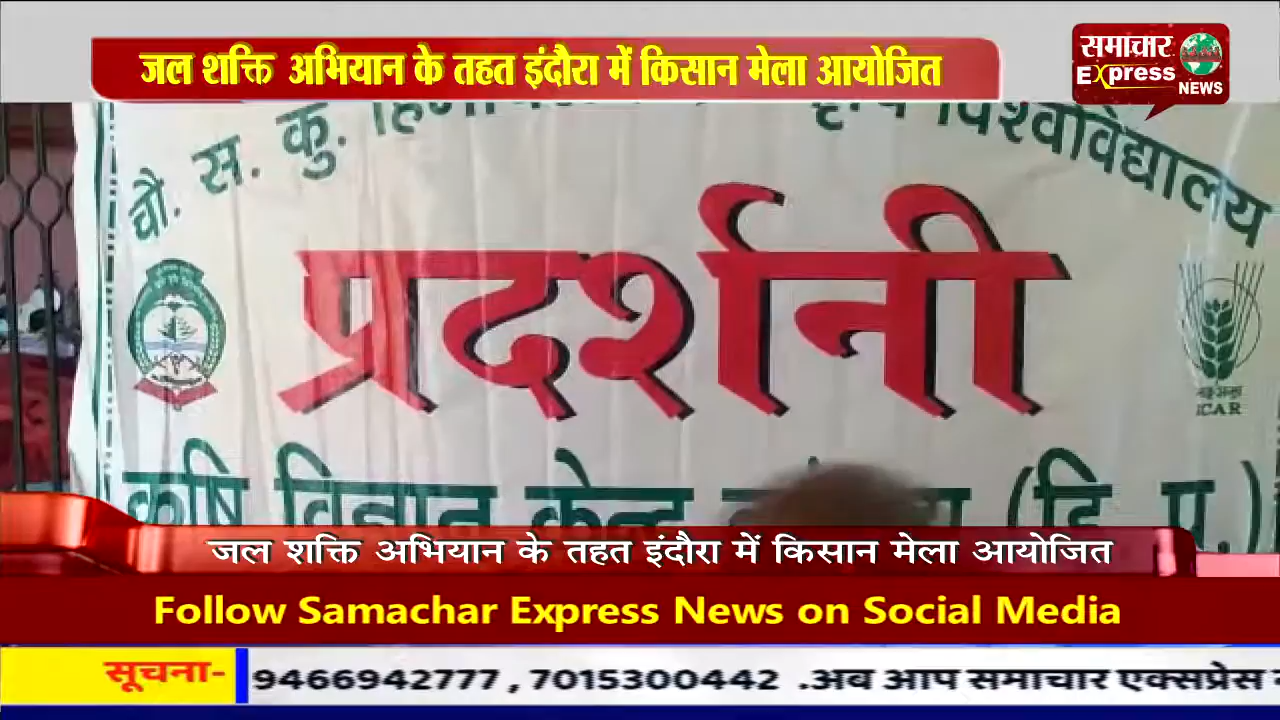 जल शक्ति अभियान के तहत इंदौरा में किसान मेला आयोजित
समाचार
Express
NEWS
चौ. स. कु. विश्वविद्यालय
प्रदर्शनी
ICAR
कृषि विज्ञान केन्द्र (हि. प्र.)
जल शक्ति अभियान के तहत इंदौरा में किसान मेला आयोजित
Follow Samachar Express News on Social Media
सूचना- 9466942777 , 7015300442 .अब आप समाचार एक्सप्रेस